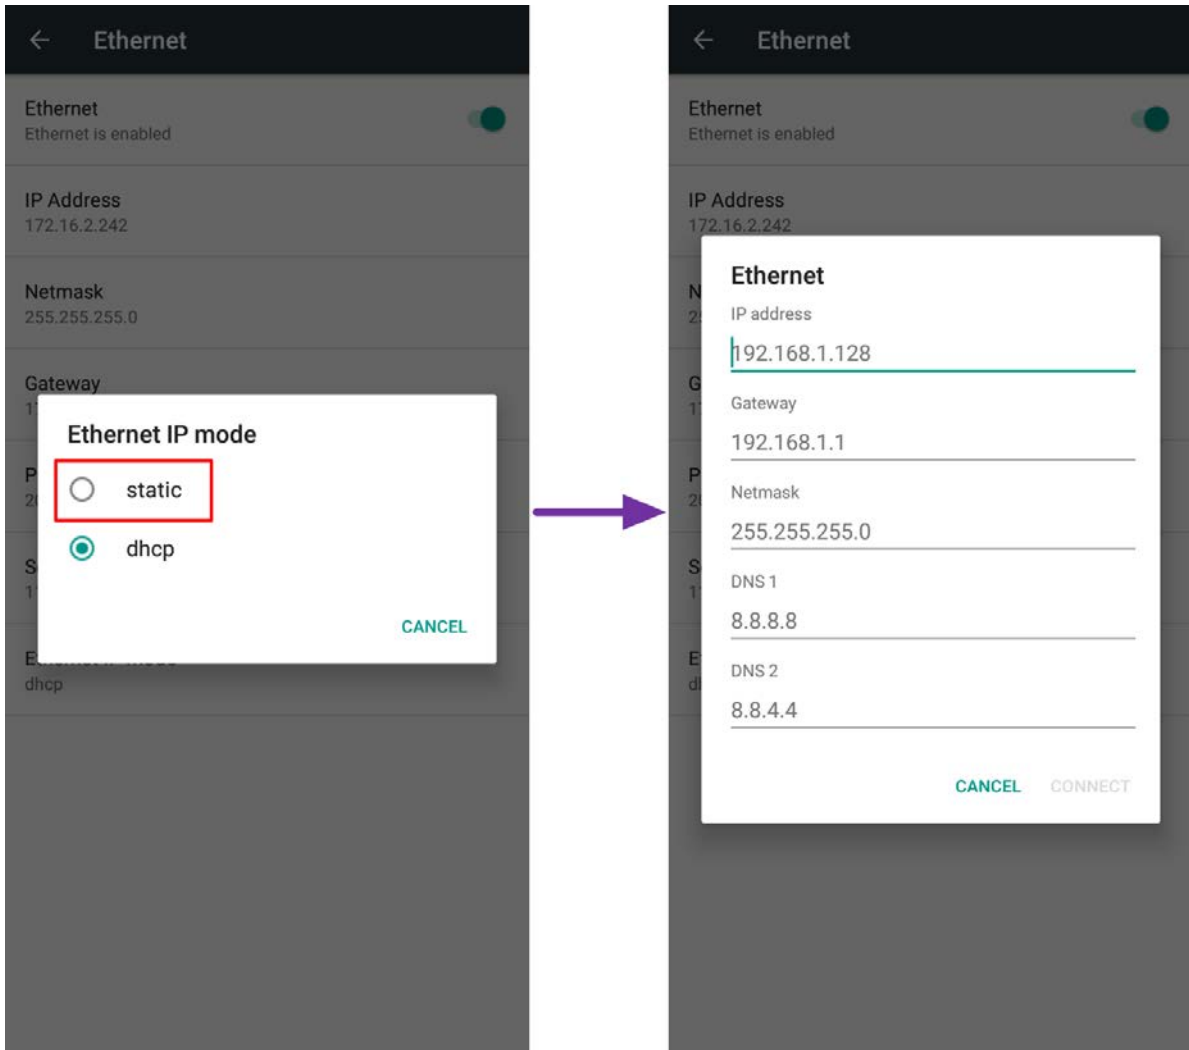 Ethernet
Ethernet
Ethernet is enabled
IP Address
172.16.2.242
Netmask
255.255.255.0
Gateway
Ethernet IP mode
static
dhcp
CANCEL
dhcp
Ethernet
Ethernet
Ethernet is enabled
IP Address
172.16.2.242
Ethernet
IP address
192.168.1.128
Gateway
192.168.1.1
Netmask
255.255.255.0
DNS 1
8.8.8.8
DNS 2
8.8.4.4
CANCEL CONNECT